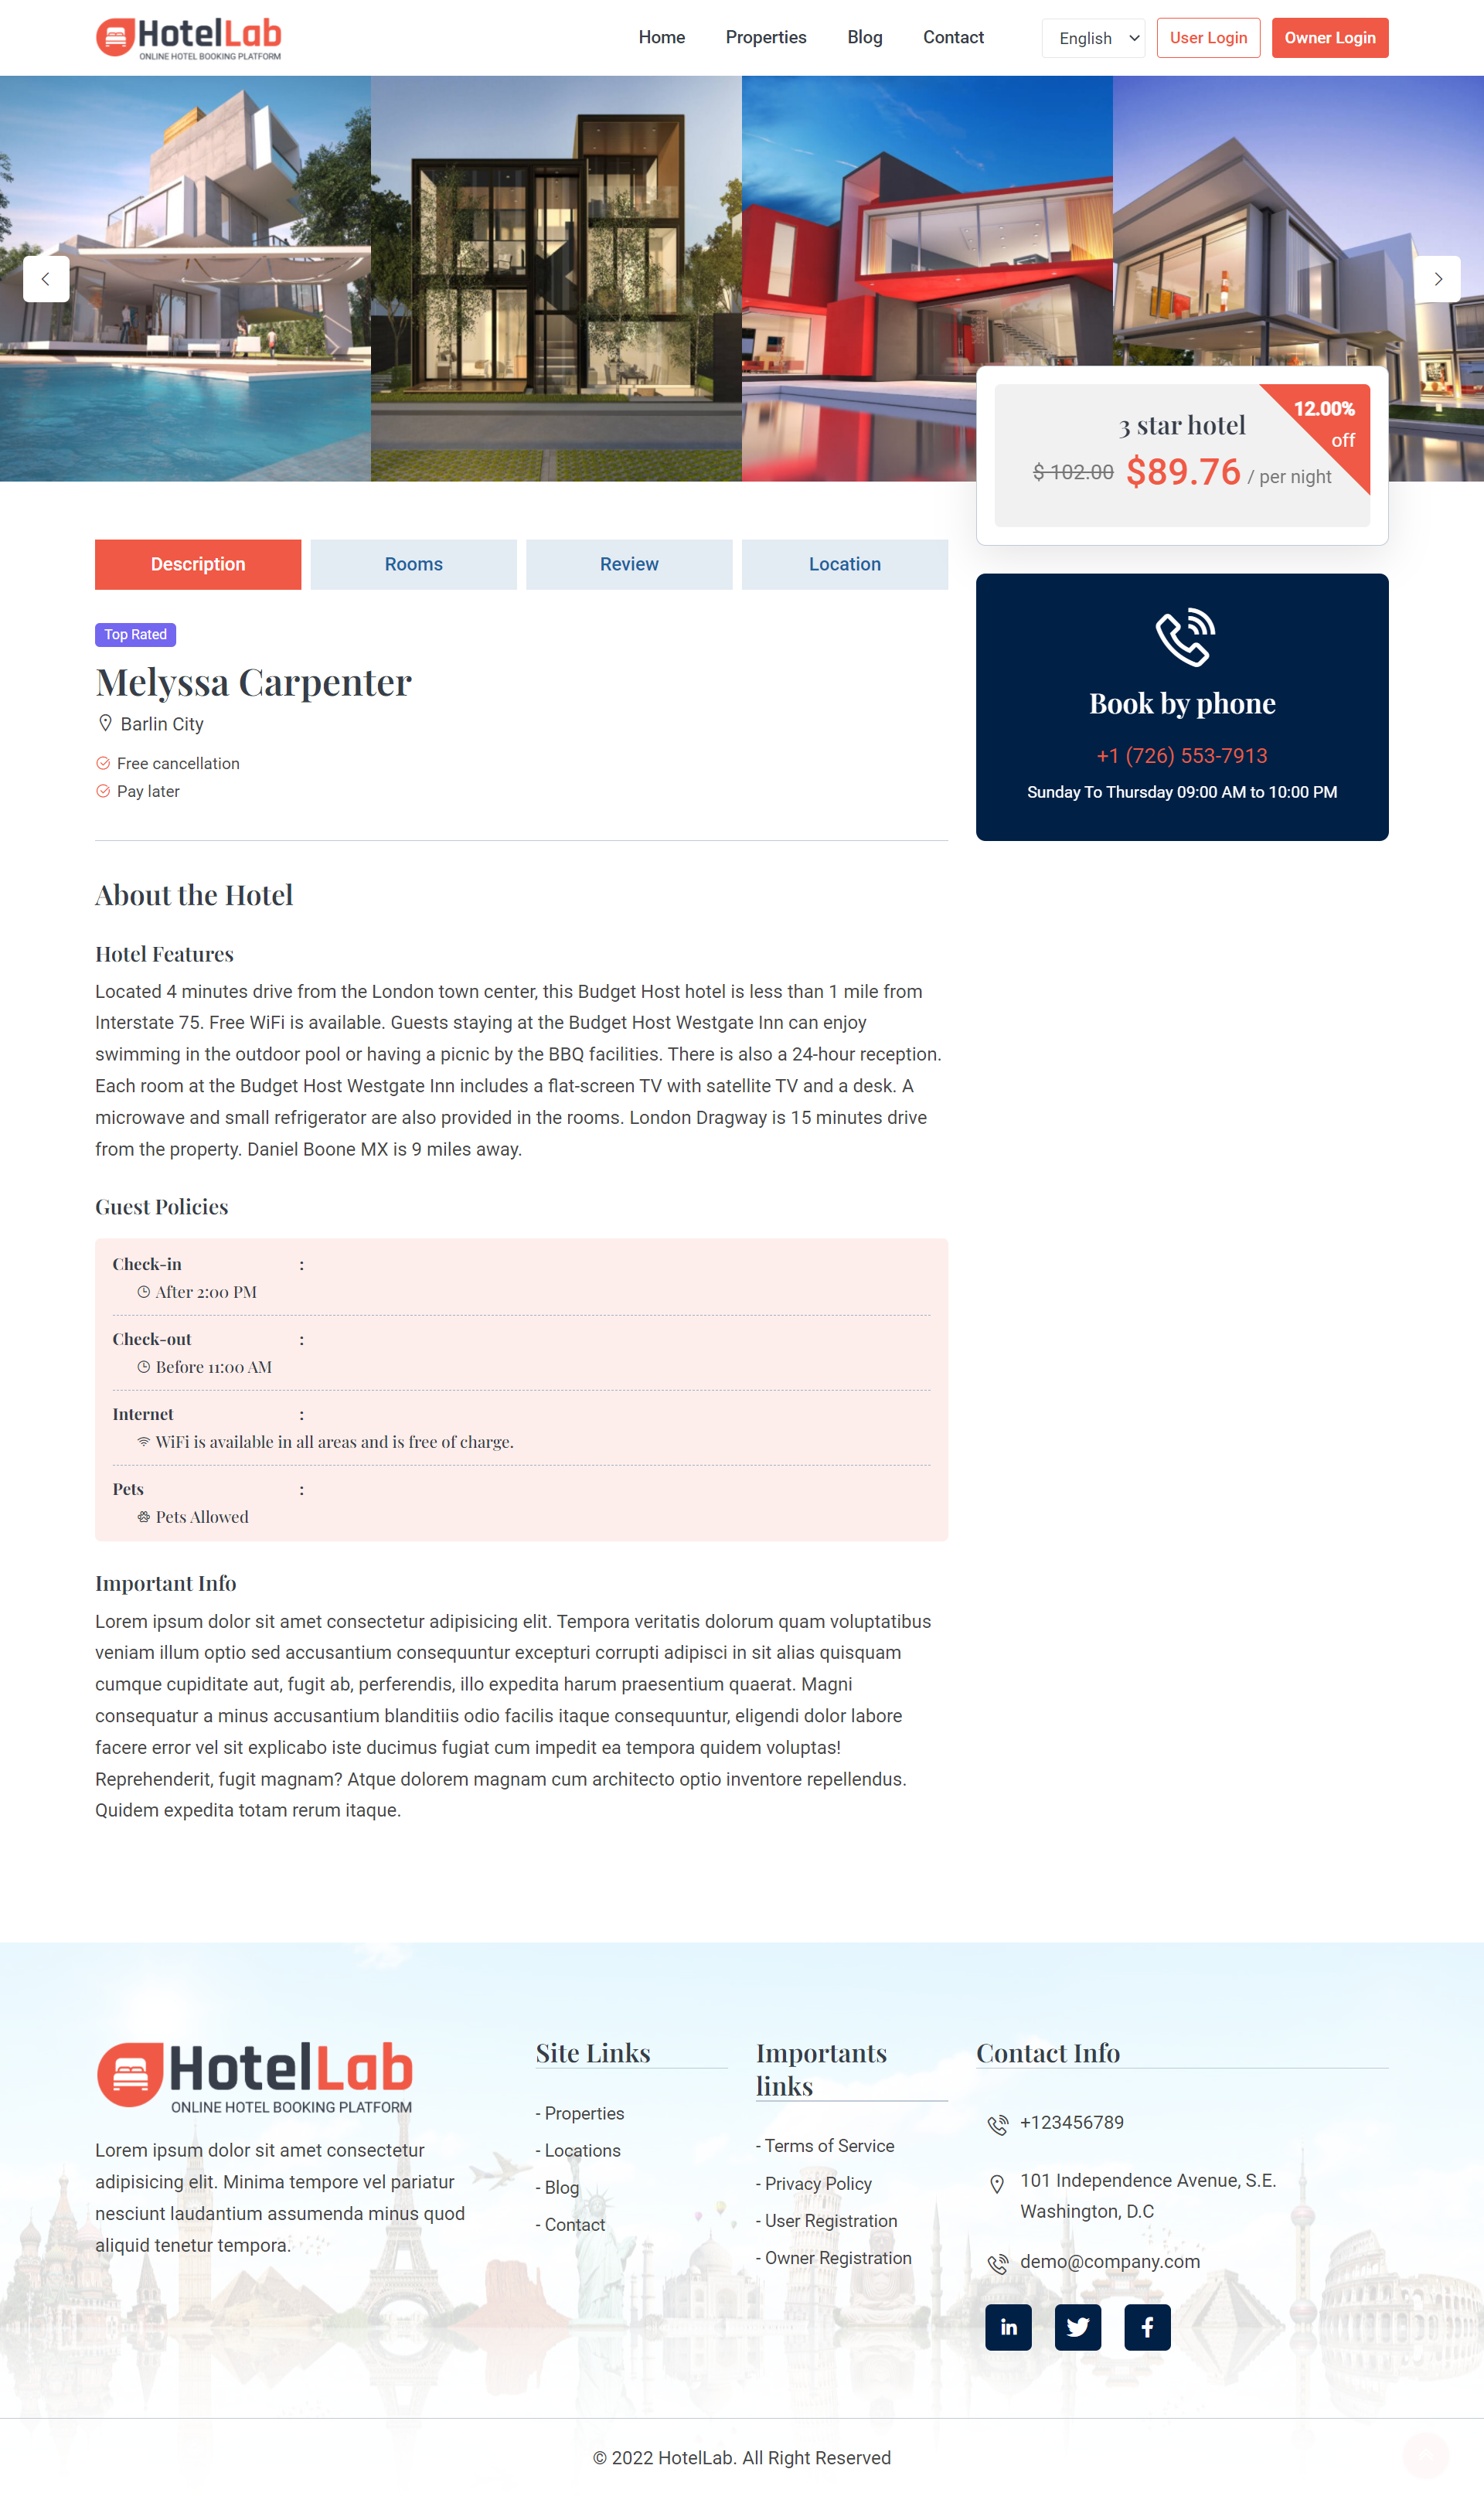 HotelLab
ONLINE HOTEL BOOKING PLATFORM
Home
Properties
Blog
Contact
English
User Login
Owner Login
12.00%
off
3 star hotel
$ 102.00 $89.76 / per night
Description
Rooms
Review
Location
Top Rated
Melyssa Carpenter
Barlin City
Free cancellation
Pay later
Book by phone
+1 (726) 553-7913
Sunday To Thursday 09:00 AM to 10:00 PM
About the Hotel
Hotel Features
Located 4 minutes drive from the London town center, this Budget Host hotel is less than 1 mile from
Interstate 75. Free WiFi is available. Guests staying at the Budget Host Westgate Inn can enjoy
swimming in the outdoor pool or having a picnic by the BBQ facilities. There is also a 24-hour reception.
Each room at the Budget Host Westgate Inn includes a flat-screen TV with satellite TV and a desk. A
microwave and small refrigerator are also provided in the rooms. London Dragway is 15 minutes drive
from the property. Daniel Boone MX is 9 miles away.
Guest Policies
Check-in :
After 2:00 PM
Check-out :
Before 11:00 AM
Internet :
WiFi is available in all areas and is free of charge.
Pets :
Pets Allowed
Important Info
Lorem ipsum dolor sit amet consectetur adipisicing elit. Tempora veritatis dolorum quam voluptatibus
veniam illum optio sed accusantium consequuntur excepturi corrupti adipisci in sit alias quisquam
cumque cupiditate aut, fugit ab, perferendis, illo expedita harum praesentium quaerat. Magni
consequatur a minus accusantium blanditiis odio facilis itaque consequuntur, eligendi dolor labore
facere error vel sit explicabo iste ducimus fugiat cum impedit ea tempora quidem voluptas!
Reprehenderit, fugit magnam? Atque dolorem magnam cum architecto optio inventore repellendus.
Quidem expedita totam rerum itaque.
HotelLab
ONLINE HOTEL BOOKING PLATFORM
Lorem ipsum dolor sit amet consectetur
adipisicing elit. Minima tempore vel pariatur
nesciunt laudantium assumenda minus quod
aliquid tenetur tempora.
Site Links
- Properties
- Locations
- Blog
- Contact
Importants
links
- Terms of Service
- Privacy Policy
- User Registration
- Owner Registration
Contact Info
+123456789
101 Independence Avenue, S.E.
Washington, D.C
demo@company.com
© 2022 HotelLab. All Right Reserved